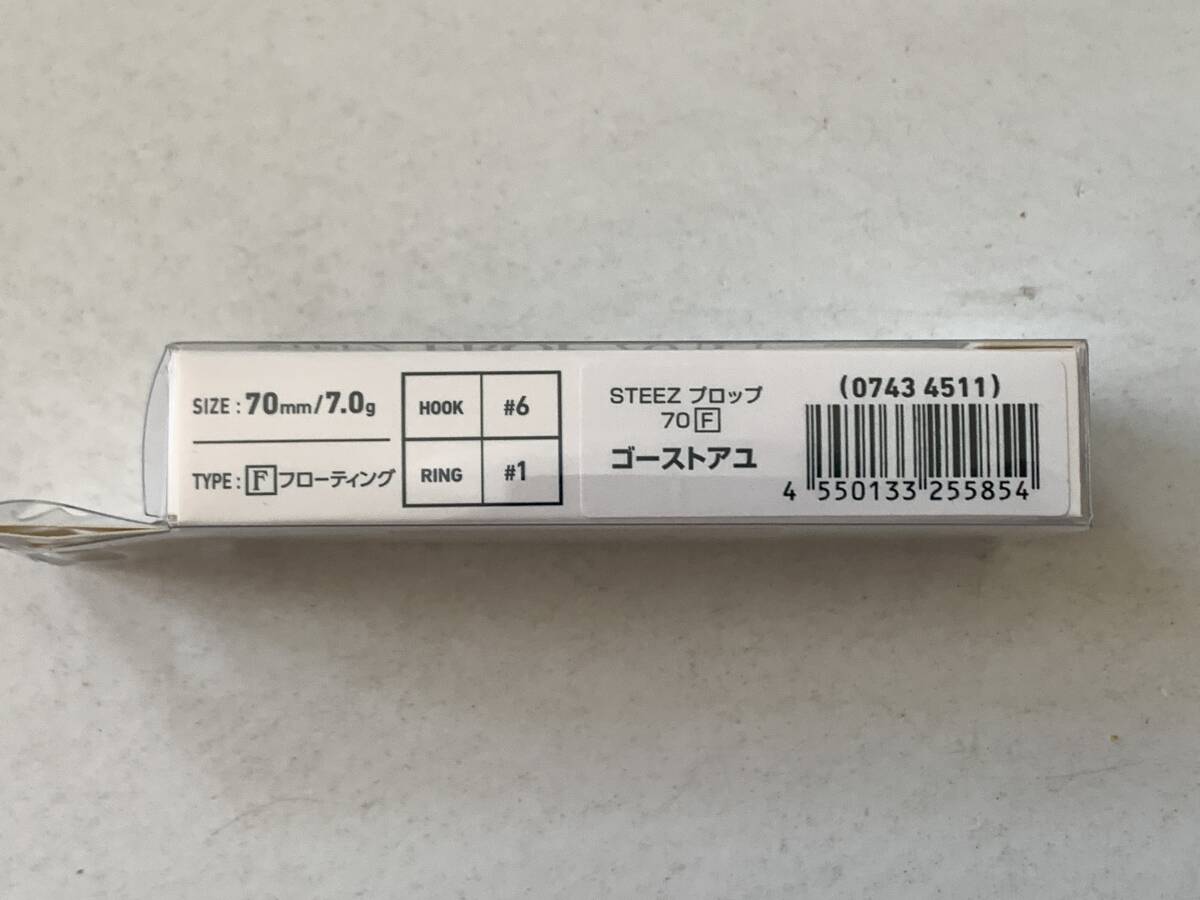 SIZE : 70mm/7.0g
TYPE : F フローティング
HOOK #6
RING #1
STEEZ プロップ
70 F
ゴーストアユ
(0743 4511)
4 550133 255854